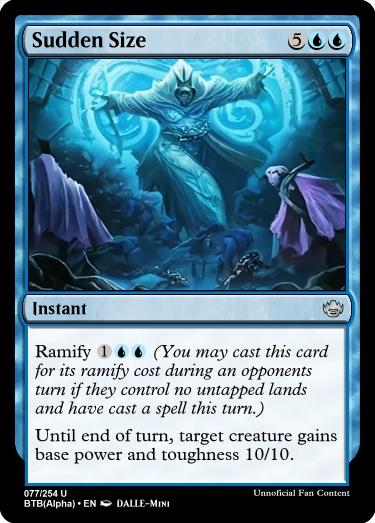 Sudden Size 5
Instant
Ramify 1 (You may cast this card
for its ramify cost during an opponents
turn if they control no untapped lands
and have cast a spell this turn.)
Until end of turn, target creature gains
base power and toughness 10/10.
077/254 U Unofficial Fan Content
BTB(Alpha) • EN DALLE-Mini